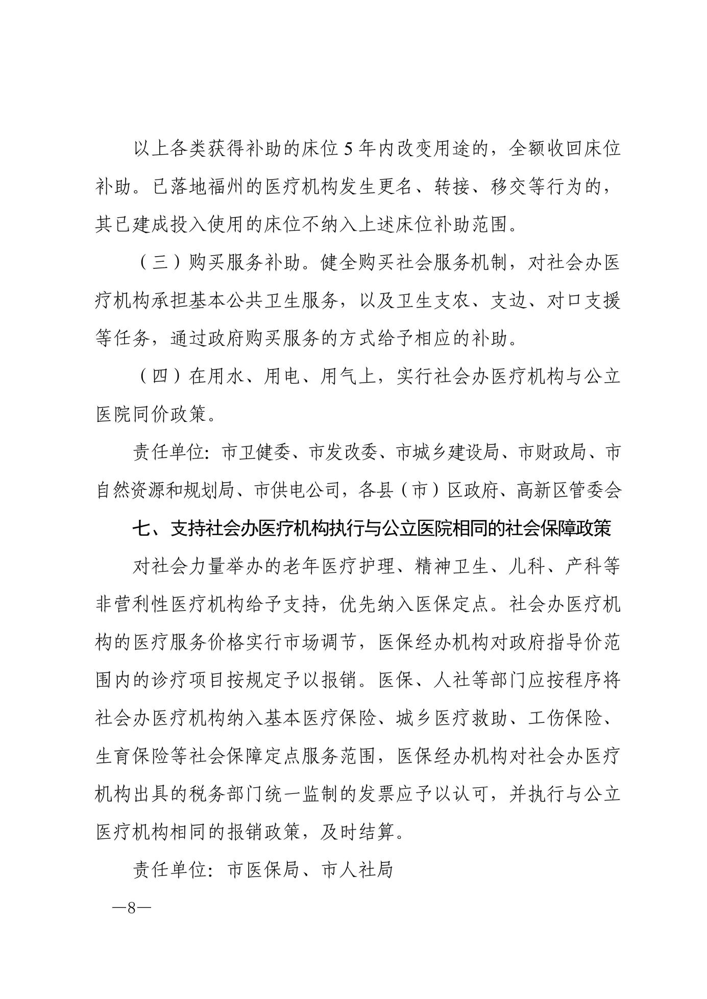 以上各类获得补助的床位 5 年内改变用途的，全额收回床位
补助。已落地福州的医疗机构发生更名、转接、移交等行为的，
其已建成投入使用的床位不纳入上述床位补助范围。
（三）购买服务补助。健全购买社会服务机制，对社会办医
疗机构承担基本公共卫生服务，以及卫生支农、支边、对口支援
等任务，通过政府购买服务的方式给予相应的补助。
（四）在用水、用电、用气上，实行社会办医疗机构与公立
医院同价政策。
责任单位：市卫健委、市发改委、市城乡建设局、市财政局、市
自然资源和规划局、市供电公司，各县（市）区政府、高新区管委会
七、支持社会办医疗机构执行与公立医院相同的社会保障政策
对社会力量举办的老年医疗护理、精神卫生、儿科、产科等
非营利性医疗机构给予支持，优先纳入医保定点。社会办医疗机
构的医疗服务价格实行市场调节，医保经办机构对政府指导价范
围内的诊疗项目按规定予以报销。医保、人社等部门应按程序将
社会办医疗机构纳入基本医疗保险、城乡医疗救助、工伤保险、
生育保险等社会保障定点服务范围，医保经办机构对社会办医疗
机构出具的税务部门统一监制的发票应予以认可，并执行与公立
医疗机构相同的报销政策，及时结算。
责任单位：市医保局、市人社局
—8—